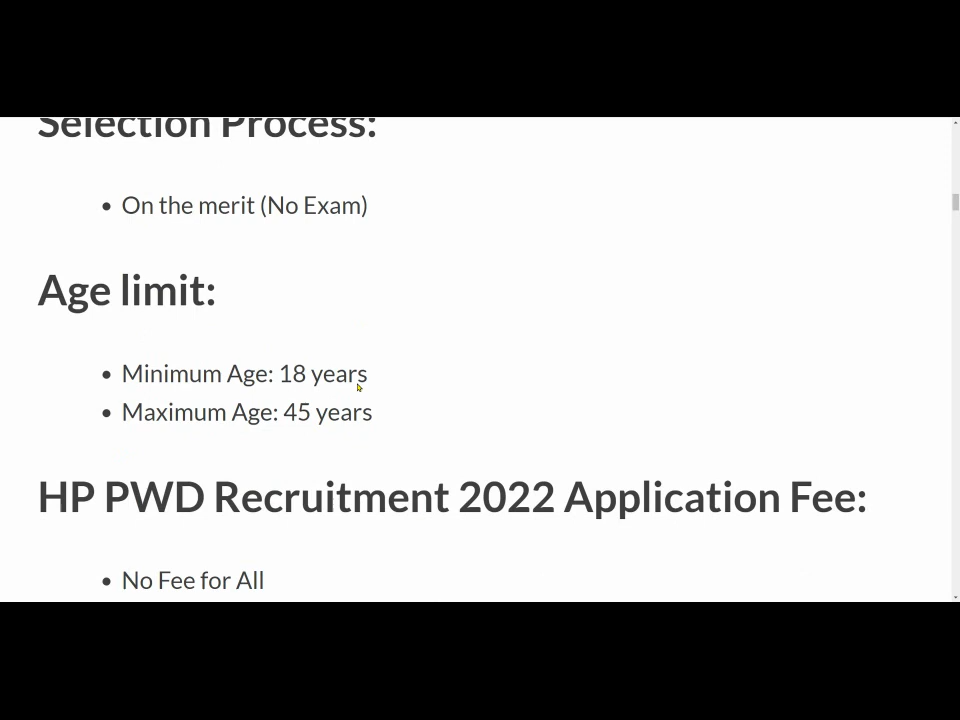 Selection Process:
On the merit (No Exam)
Age limit:
Minimum Age: 18 years
Maximum Age: 45 years
HP PWD Recruitment 2022 Application Fee:
No Fee for All